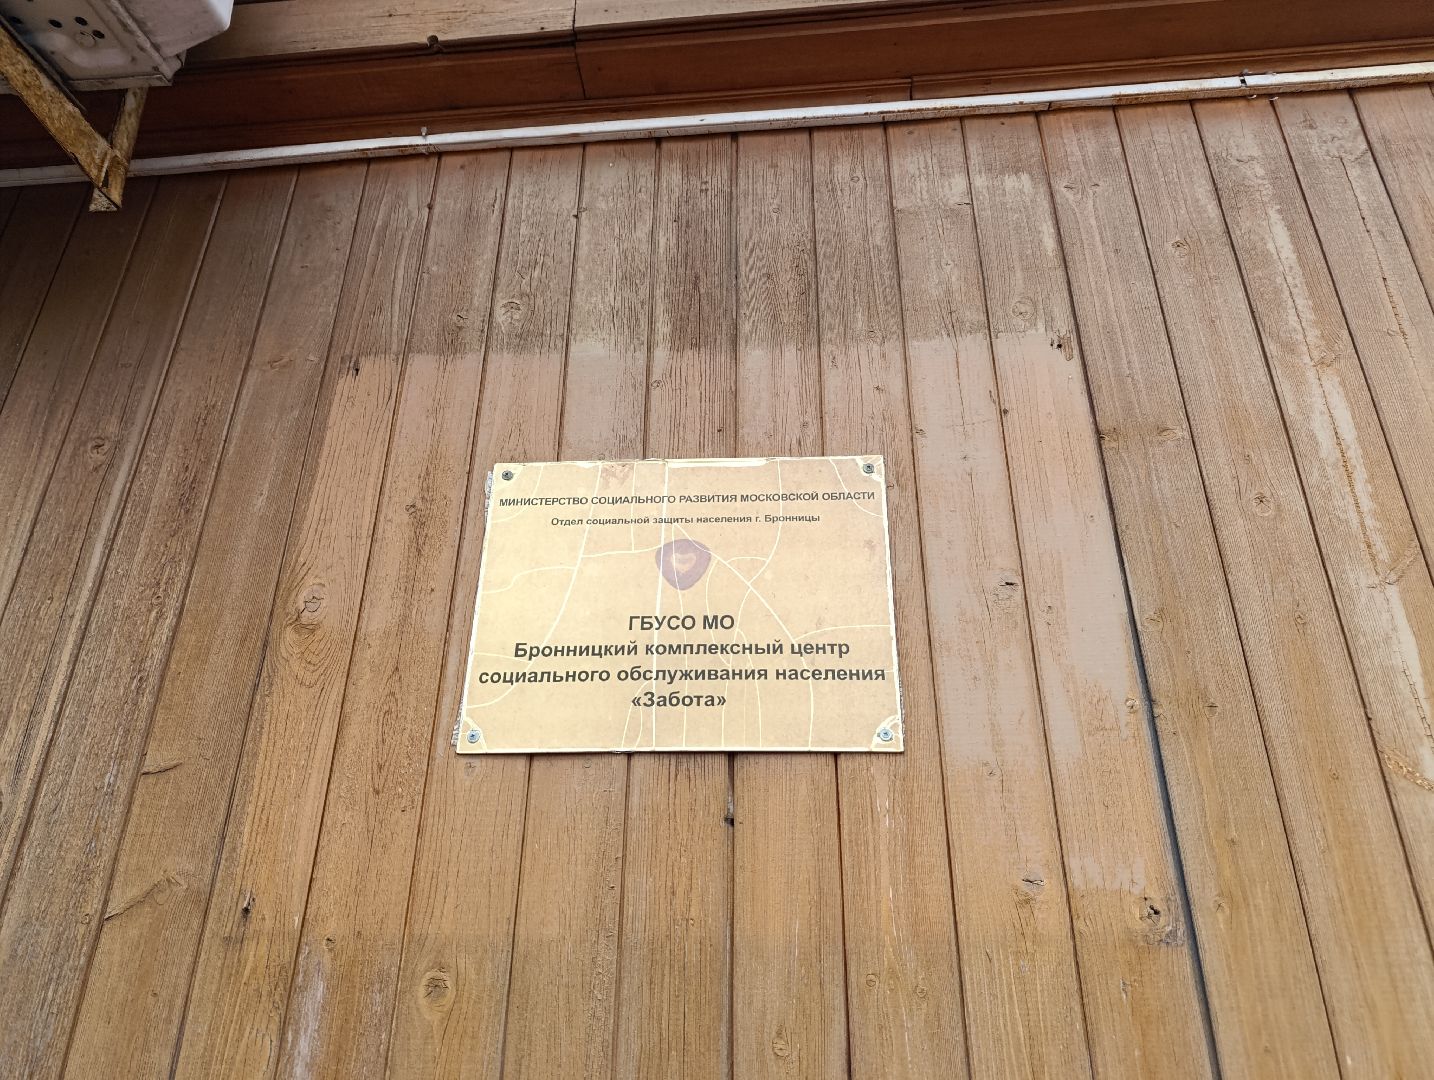 МИНИСТЕРСТВО СОЦИАЛЬНОГО РАЗВИТИЯ МОСКОВСКОЙ ОБЛАСТИ
Отдел социальной защиты населения г. Бронницы
ГБУСО МО
Бронницкий комплексный центр
социального обслуживания населения
«Забота»